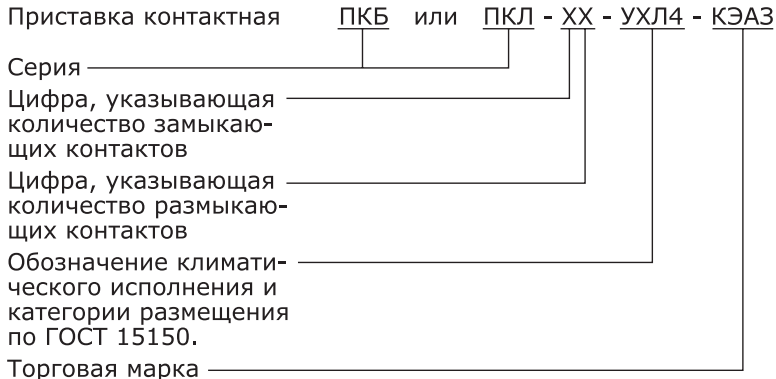 Приставка контактная ПКБ или ПКЛ - ХХ - УХЛ4 - КЭАЗ
Серия
Цифра, указывающая
количество замыкаю-
щих контактов
Цифра, указывающая
количество размыкаю-
щих контактов
Обозначение климати-
ческого исполнения и
категории размещения
по ГОСТ 15150.
Торговая марка